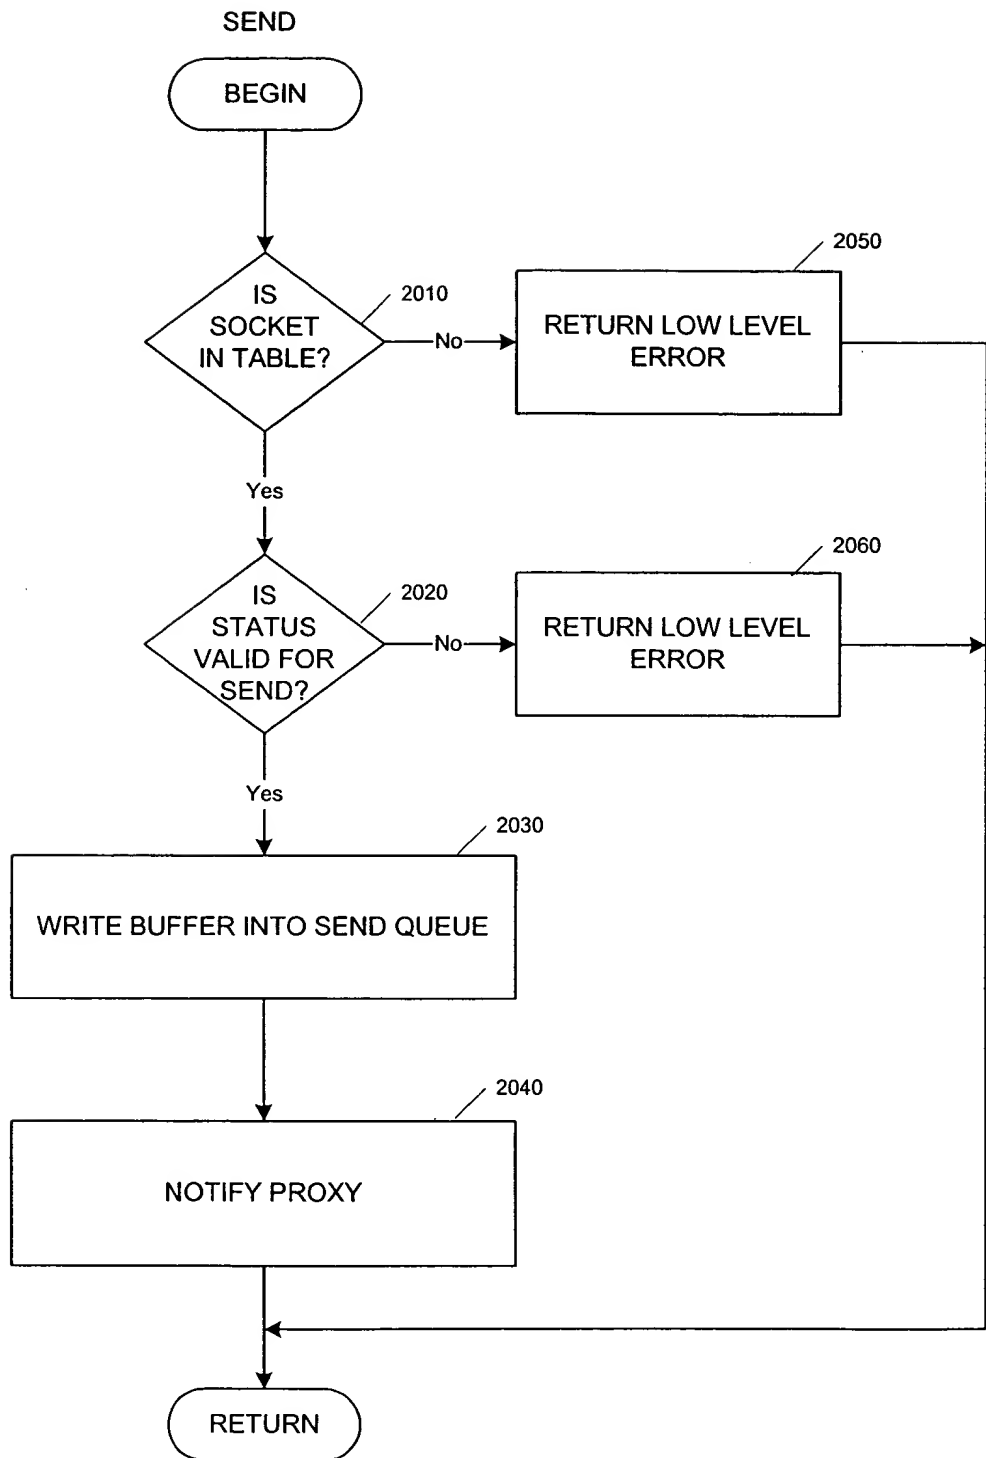 SEND
BEGIN
2050
IS
SOCKET
IN TABLE?
2010
No
RETURN LOW LEVEL
ERROR
Yes
2060
IS
STATUS
VALID FOR
SEND?
2020
No
RETURN LOW LEVEL
ERROR
Yes
2030
WRITE BUFFER INTO SEND QUEUE
2040
NOTIFY PROXY
RETURN